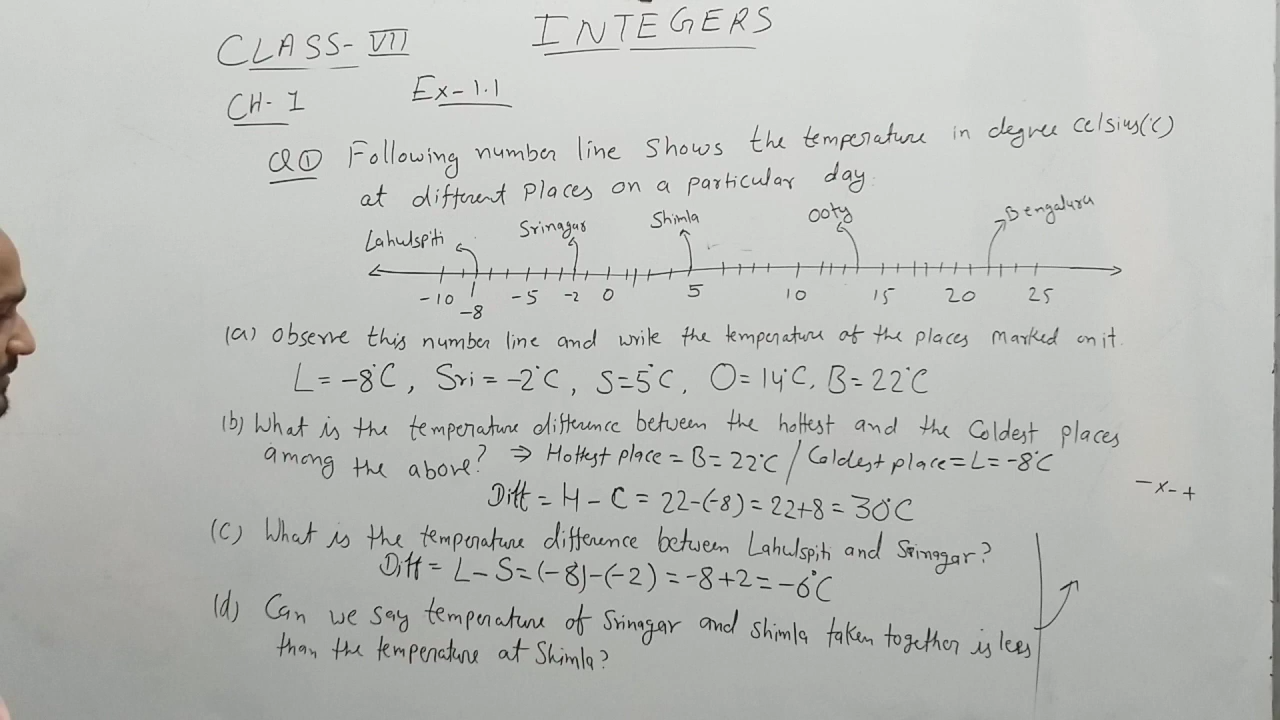 INTEGERS
CLASS-VII
CH-1 Ex-1.1
Q① Following number line shows the temperature in degree celsius(°C)
at different places on a particular day.
Lahulspiti Srinagar Shimla Ooty Bengaluru
-10 -8 -5 -2 0 5 10 15 20 25
(a) Observe this number line and write the temperature of the places marked on it.
L = -8°C, Sri = -2°C, S=5°C, O=14°C, B=22°C
(b) What is the temperature difference between the hottest and the coldest places
among the above? ⇒ Hottest place = B = 22°C / Coldest place = L = -8°C
-x-+
Diff = H - C = 22-(-8) = 22+8 = 30°C
(c) What is the temperature difference between Lahulspiti and Srinagar?
Diff = L - S = (-8)-(-2) = -8+2 = -6°C
(d) Can we say temperature of Srinagar and Shimla taken together is less
than the temperature at Shimla?